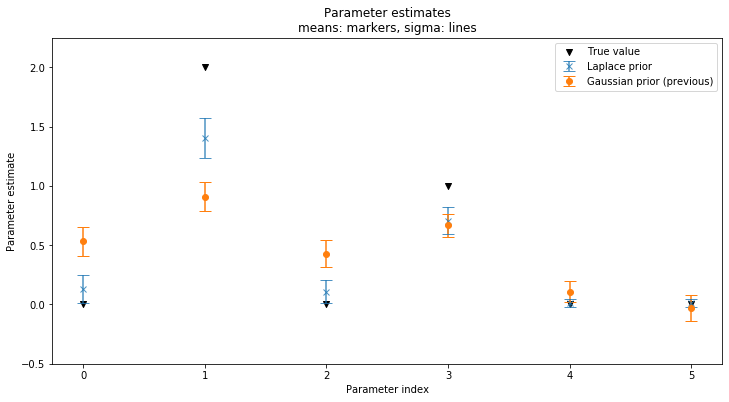 Parameter estimates
means: markers, sigma: lines
True value
Laplace prior
Gaussian prior (previous)
2.0
1.5
1.0
0.5
0.0
−0.5
Parameter estimate
0 1 2 3 4 5
Parameter index